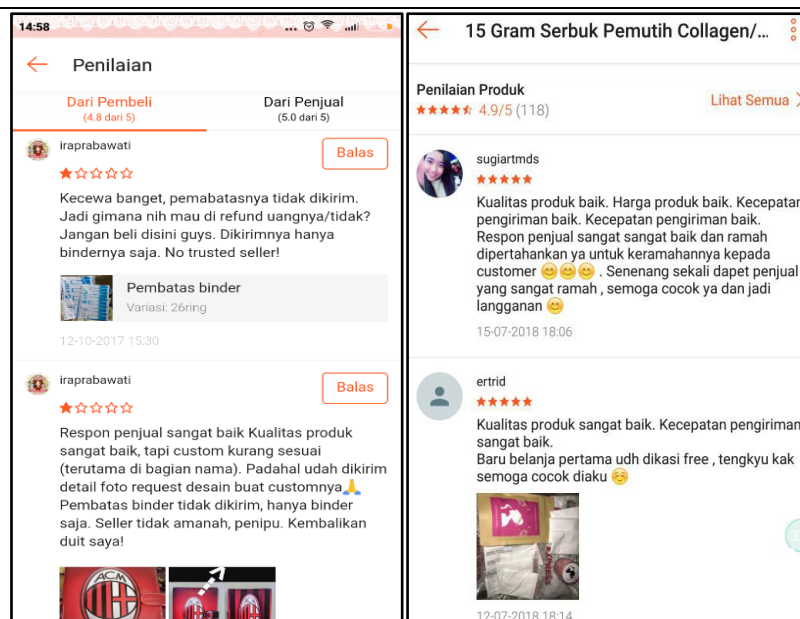 14:58
Penilaian
Dari Pembeli
(4.8 dari 5)
Dari Penjual
(5.0 dari 5)
iraprabawati
Balas
Kecewa banget, pemabatasnya tidak dikirim.
Jadi gimana nih mau di refund uangnya/tidak?
Jangan beli disini guys. Dikirimnya hanya
bindernya saja. No trusted seller!
Pembatas binder
Variasi: 26ring
12-10-2017 15:30
iraprabawati
Balas
Respon penjual sangat baik Kualitas produk
sangat baik, tapi custom kurang sesuai
(terutama di bagian nama). Padahal udah dikirim
detail foto request desain buat customnya🙏
Pembatas binder tidak dikirim, hanya binder
saja. Seller tidak amanah, penipu. Kembalikan
duit saya!
ACM
15 Gram Serbuk Pemutih Collagen/...
Penilaian Produk
4.9/5 (118)
Lihat Semua
sugiartmds
Kualitas produk baik. Harga produk baik. Kecepatan
pengiriman baik. Kecepatan pengiriman baik.
Respon penjual sangat sangat baik dan ramah
dipertahankan ya untuk keramahannya kepada
customer 😊😊😊 . Senenang sekali dapet penjual
yang sangat ramah , semoga cocok ya dan jadi
langganan 😊
15-07-2018 18:06
ertrid
Kualitas produk sangat baik. Kecepatan pengiriman
sangat baik.
Baru belanja pertama udh dikasi free , tengkyu kak
semoga cocok diaku ☺️
12-07-2018 18:14